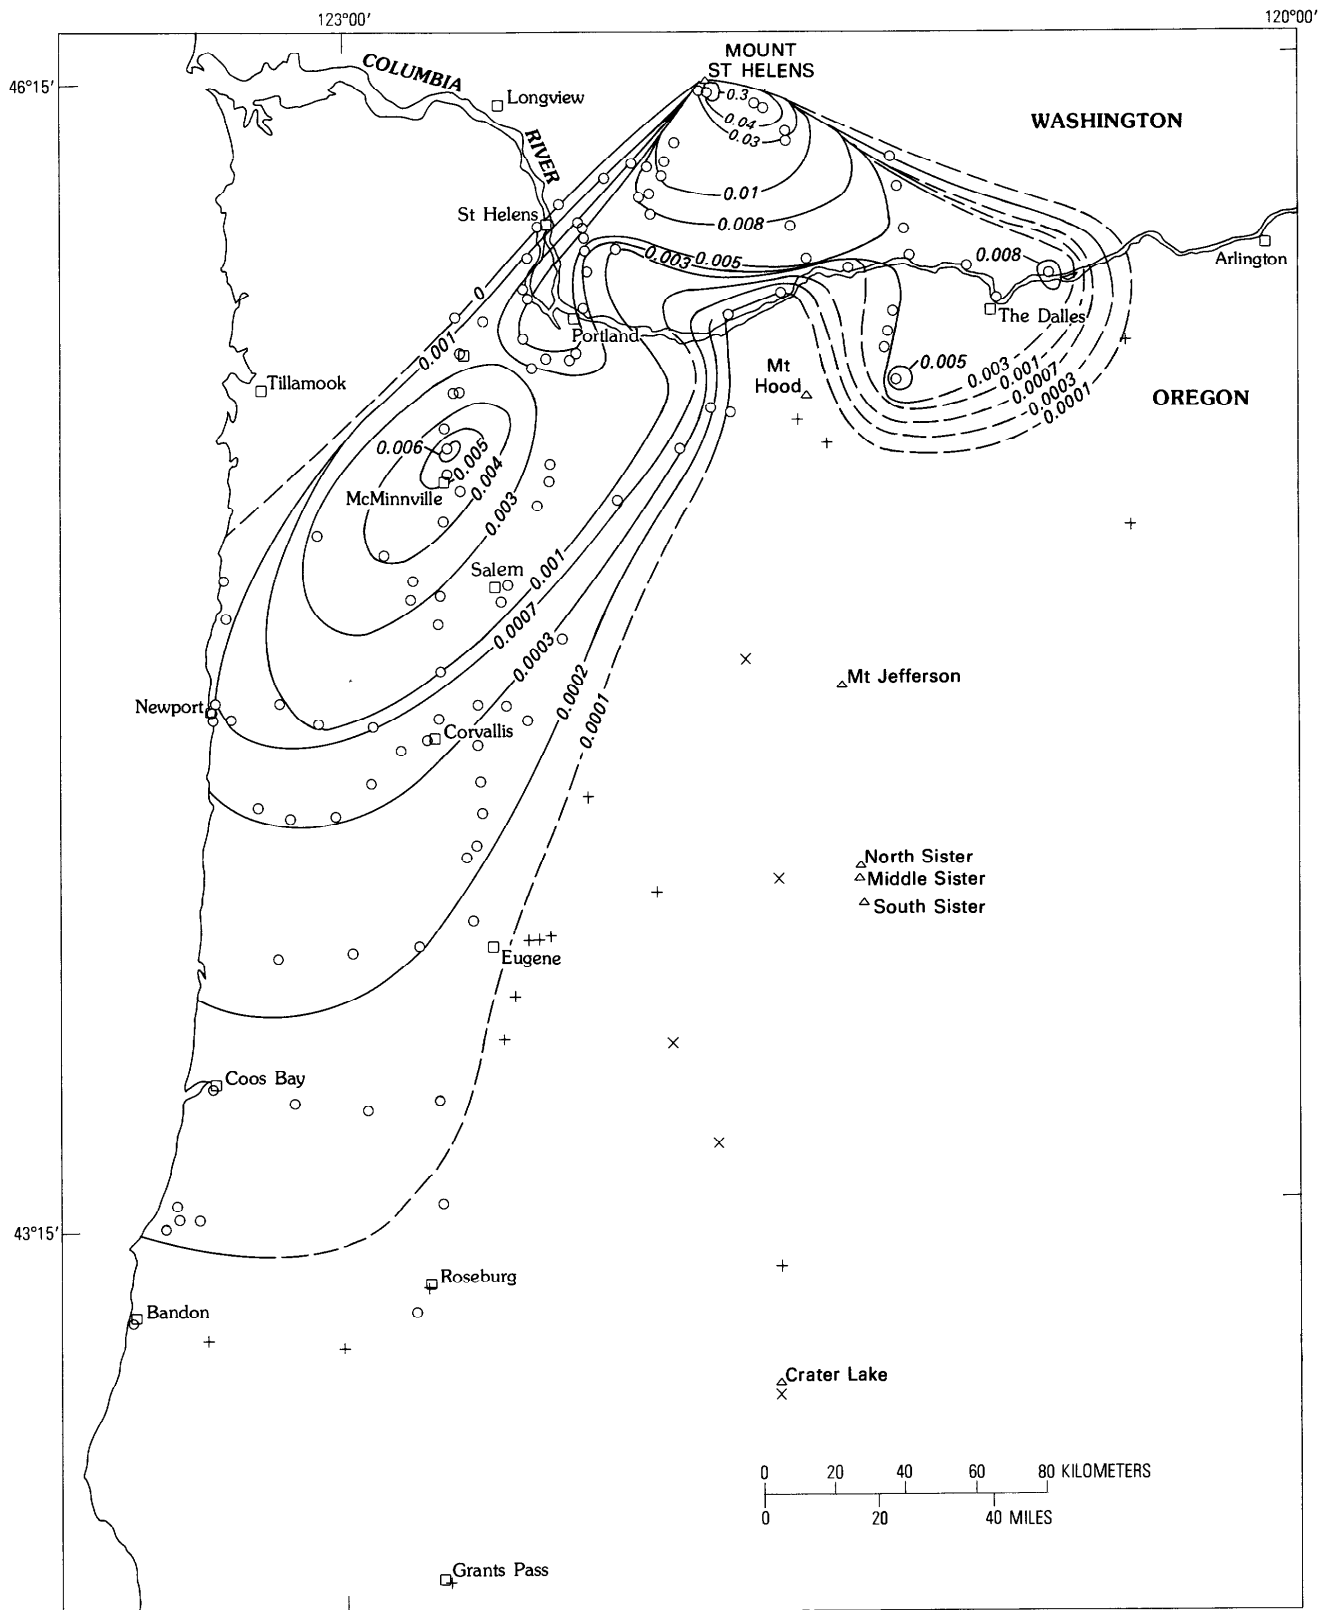 123°00′
120°00′
46°15′
COLUMBIA
RIVER
Longview
MOUNT
ST HELENS
0.3
0.04
0.03
0.01
0.008
WASHINGTON
St Helens
0.003
0.005
0.008
Arlington
0
0.001
Portland
The Dalles
Tillamook
Mt
Hood
0.005
0.003
0.001
0.0007
0.0003
0.0001
OREGON
0.006
0.005
0.004
0.003
McMinnville
Salem
0.001
0.0007
0.0003
0.0002
0.0001
Mt Jefferson
Newport
Corvallis
North Sister
Middle Sister
South Sister
Eugene
Coos Bay
43°15′
Roseburg
Bandon
Crater Lake
0 20 40 80 KILOMETERS
0 20 40 MILES
Grants Pass